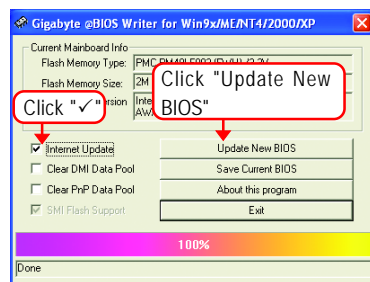 Gigabyte @BIOS Writer for Win9x/ME/NT4/2000/XP
Current Mainboard Info
Flash Memory Type: PMC
Flash Memory Size: 2M
Click "Update New
BIOS"
Click "✓"
Internet Update
Update New BIOS
Clear DMI Data Pool
Save Current BIOS
Clear PnP Data Pool
About this program
SMI Flash Support
Exit
100%
Done